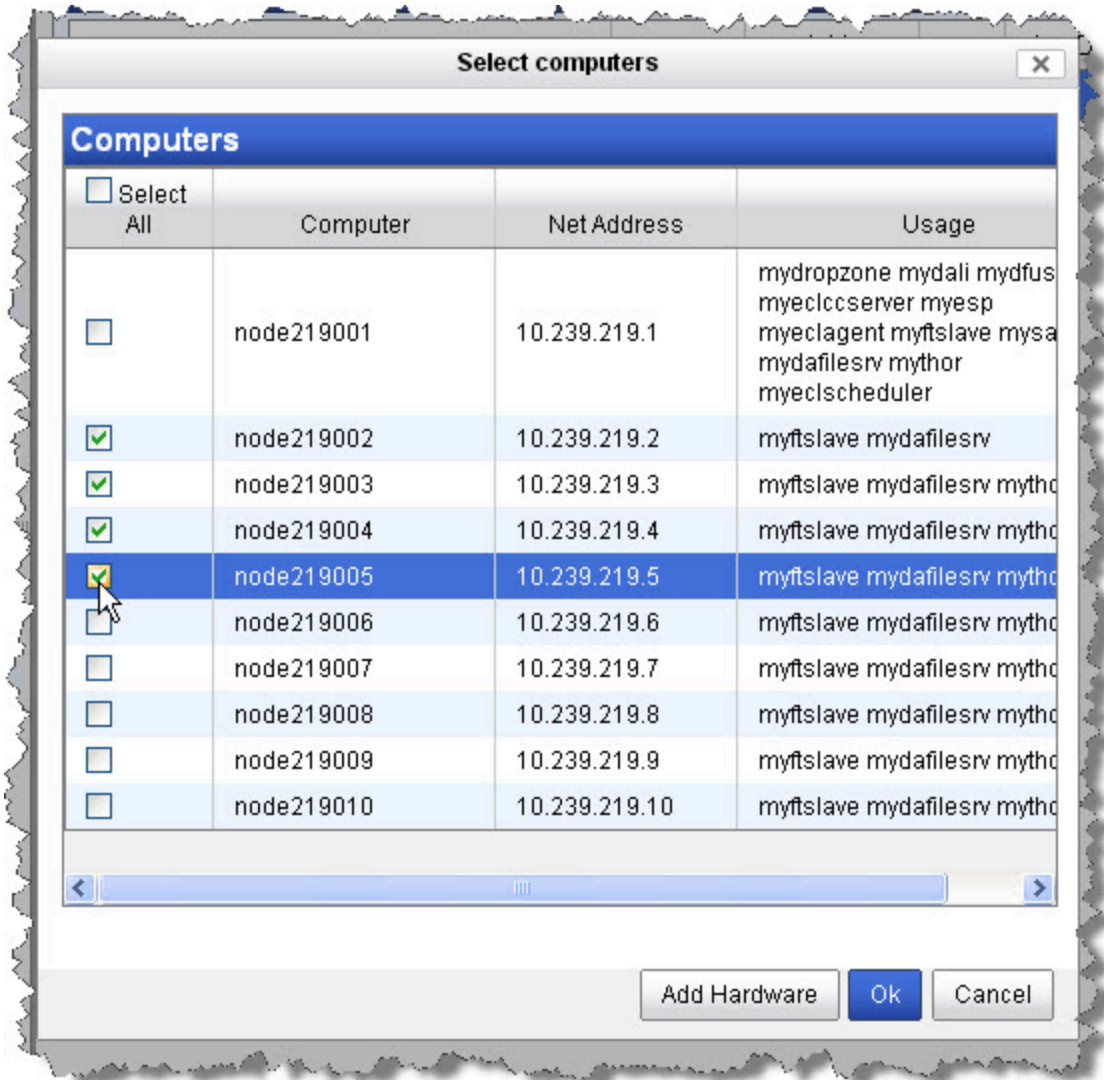 Select computers
Computers
Select All
Computer
Net Address
Usage
node219001
10.239.219.1
mydropzone mydali mydfus
myeclccserver myesp
myeclagent myftslave mysa
mydafilesrv mythor
myeclscheduler
node219002 10.239.219.2 myftslave mydafilesrv
node219003 10.239.219.3 myftslave mydafilesrv mytho
node219004 10.239.219.4 myftslave mydafilesrv mytho
node219005 10.239.219.5 myftslave mydafilesrv mytho
node219006 10.239.219.6 myftslave mydafilesrv mytho
node219007 10.239.219.7 myftslave mydafilesrv mytho
node219008 10.239.219.8 myftslave mydafilesrv mytho
node219009 10.239.219.9 myftslave mydafilesrv mytho
node219010 10.239.219.10 myftslave mydafilesrv mytho
Add Hardware Ok Cancel